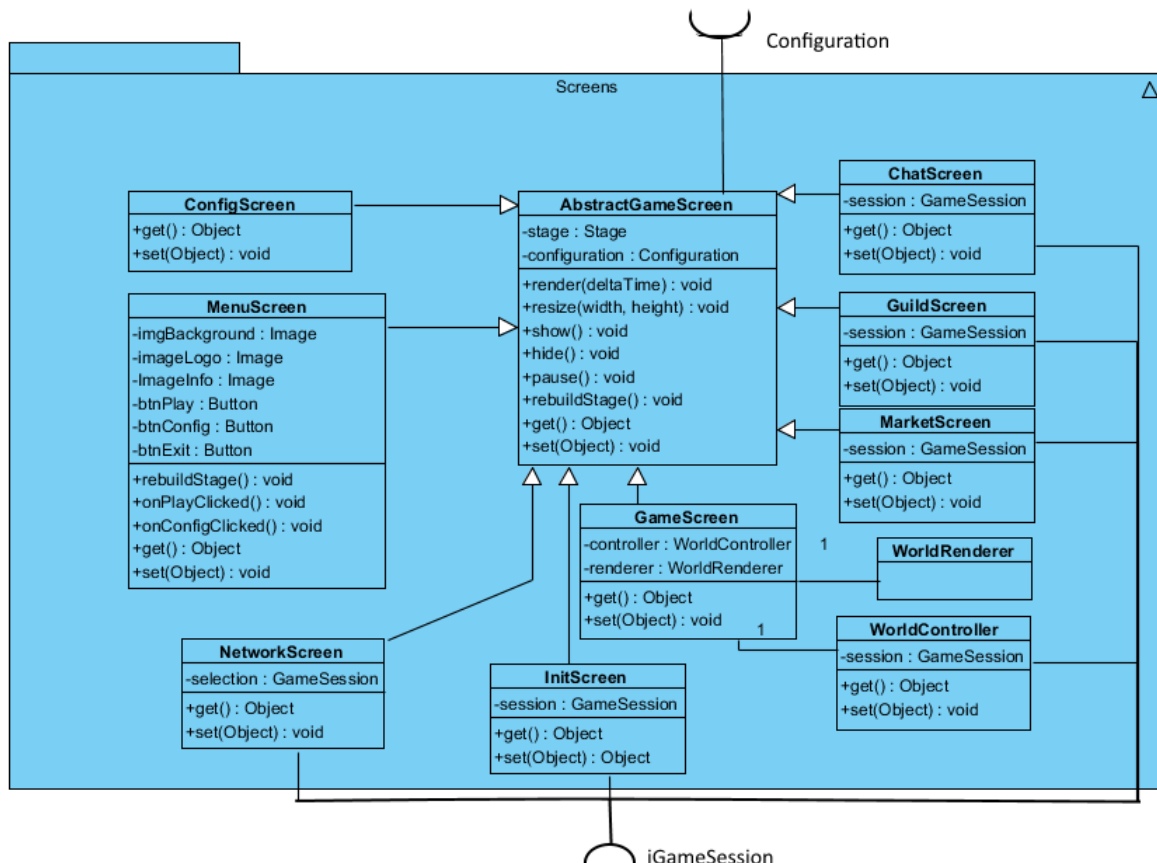 Configuration
Screens
ConfigScreen
+get() : Object
+set(Object) : void
MenuScreen
-imgBackground : Image
-imageLogo : Image
-ImageInfo : Image
-btnPlay : Button
-btnConfig : Button
-btnExit : Button
+rebuildStage() : void
+onPlayClicked() : void
+onConfigClicked() : void
+get() : Object
+set(Object) : void
AbstractGameScreen
-stage : Stage
-configuration : Configuration
+render(deltaTime) : void
+resize(width, height) : void
+show() : void
+hide() : void
+pause() : void
+rebuildStage() : void
+get() : Object
+set(Object) : void
ChatScreen
-session : GameSession
+get() : Object
+set(Object) : void
GuildScreen
-session : GameSession
+get() : Object
+set(Object) : void
MarketScreen
-session : GameSession
+get() : Object
+set(Object) : void
GameScreen
-controller : WorldController
-renderer : WorldRenderer
+get() : Object
+set(Object) : void
1
1
WorldRenderer
WorldController
-session : GameSession
+get() : Object
+set(Object) : void
NetworkScreen
-selection : GameSession
+get() : Object
+set(Object) : void
InitScreen
-session : GameSession
+get() : Object
+set(Object) : Object
iGameSession